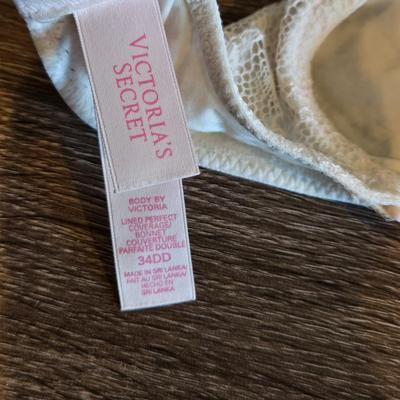 VICTORIA'S
SECRET
BODY BY
VICTORIA
LINED PERFECT
COVERAGE/
BONNET
COUVERTURE
PARFAITE DOUBLÉ
34DD
MADE IN SRI LANKA/
FAIT AU SRI LANKA/
HECHO EN
SRI LANKA